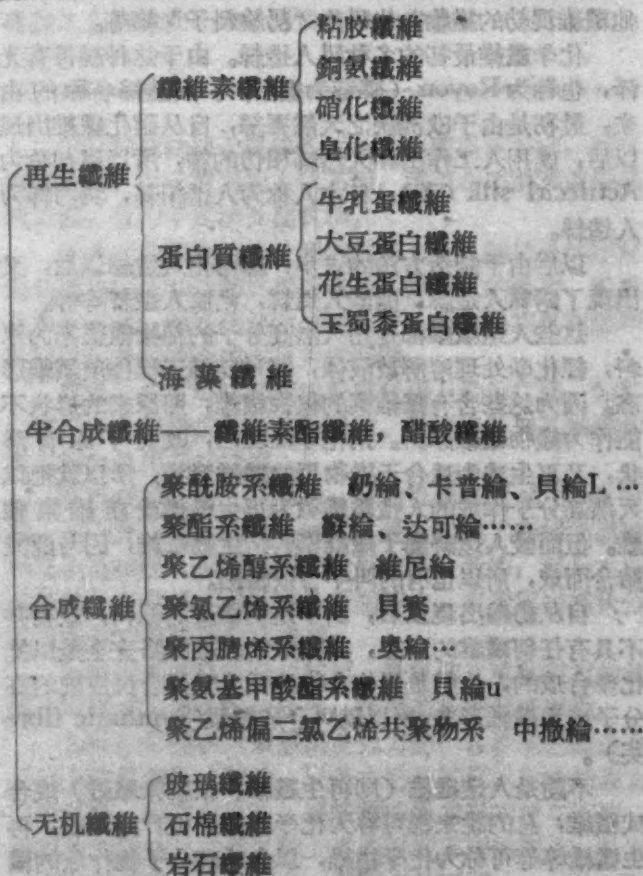 粘胶纖維
銅氨纖維
纖維素纖維
硝化纖維
皂化纖維
再生纖維
牛乳蛋纖維
大豆蛋白纖維
蛋白質纖維
花生蛋白纖維
玉蜀黍蛋白纖維
海藻纖維
半合成纖維——纖維素酯纖維，醋酸纖維
聚酰胺系纖維 奶綸、卡普綸、貝綸L…
聚酯系纖維 綸、达可綸……
聚乙烯醇系纖維 維尼綸
合成纖維
聚氯乙烯系纖維 貝賽
聚丙腈烯系纖維，奥綸…
聚氨基甲酸酯系纖維 貝綸u
聚乙烯偏二氯乙烯共聚物系 中撒綸……
玻璃纖維
无机纖維
石棉纖維
岩石纖維